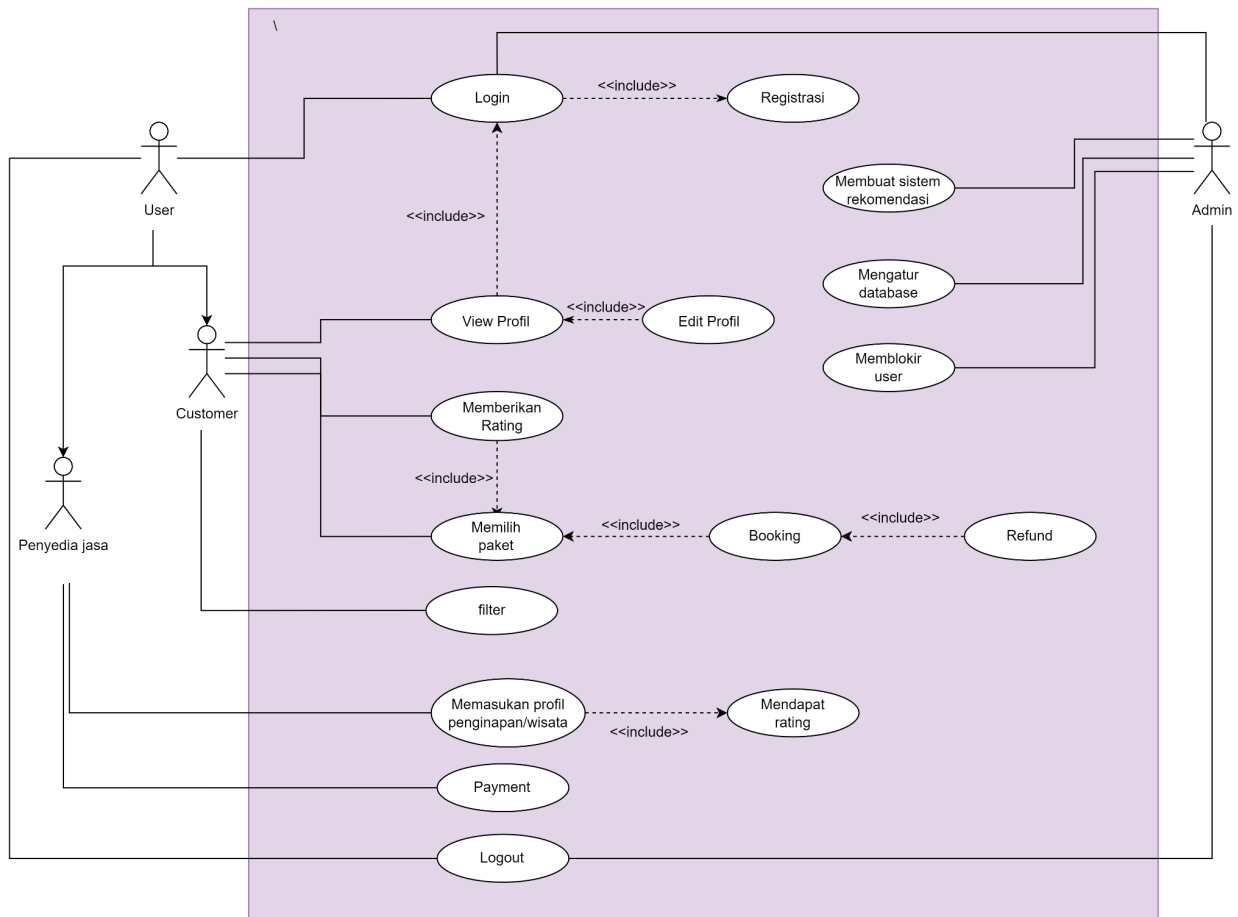 \
Login
<<include>>
Registrasi
User
Membuat sistem
rekomendasi
Admin
<<include>>
Mengatur
database
View Profil
<<include>>
Edit Profil
Memblokir
user
Customer
Memberikan
Rating
<<include>>
Penyedia jasa
Memilih
paket
<<include>>
Booking
<<include>>
Refund
filter
Memasukan profil
penginapan/wisata
<<include>>
Mendapat
rating
Payment
Logout